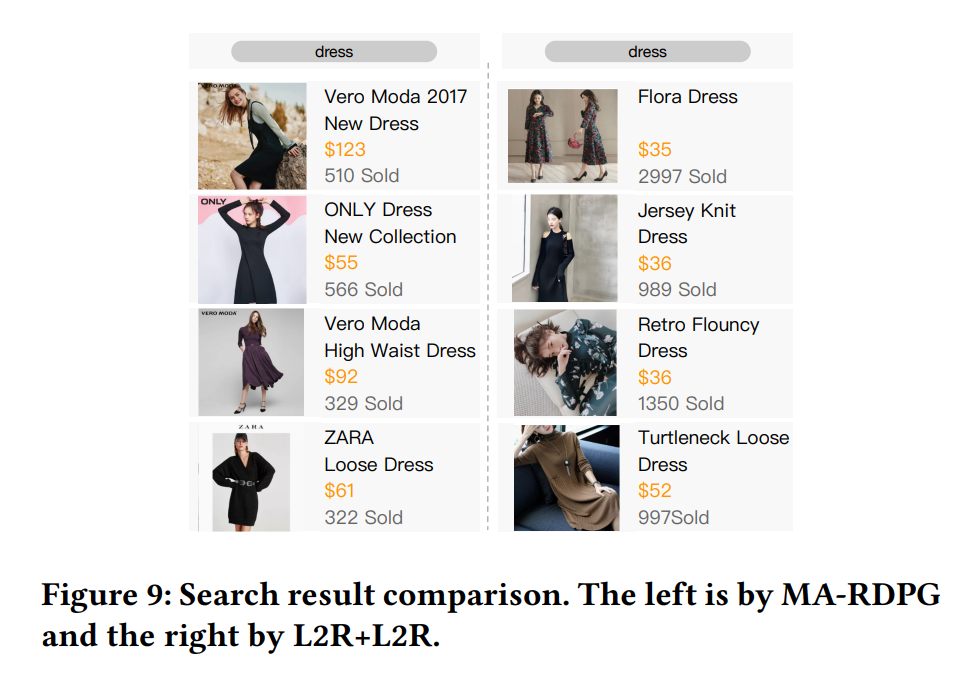 dress
VERO MODA
Vero Moda 2017
New Dress
$123
510 Sold
ONLY
ONLY Dress
New Collection
$55
566 Sold
VERO MODA
Vero Moda
High Waist Dress
$92
329 Sold
ZARA
ZARA
Loose Dress
$61
322 Sold
dress
Flora Dress
$35
2997 Sold
Jersey Knit
Dress
$36
989 Sold
Retro Flouncy
Dress
$36
1350 Sold
Turtleneck Loose
Dress
$52
997Sold
Figure 9: Search result comparison. The left is by MA-RDPG
and the right by L2R+L2R.